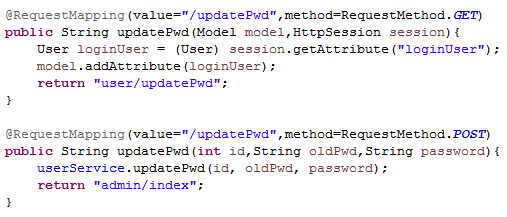 @RequestMapping(value="/updatePwd",method=RequestMethod.GET)
public String updatePwd(Model model,HttpSession session){
    User loginUser = (User) session.getAttribute("loginUser");
    model.addAttribute(loginUser);
    return "user/updatePwd";
}

@RequestMapping(value="/updatePwd",method=RequestMethod.POST)
public String updatePwd(int id,String oldPwd,String password){
    userService.updatePwd(id, oldPwd, password);
    return "admin/index";
}